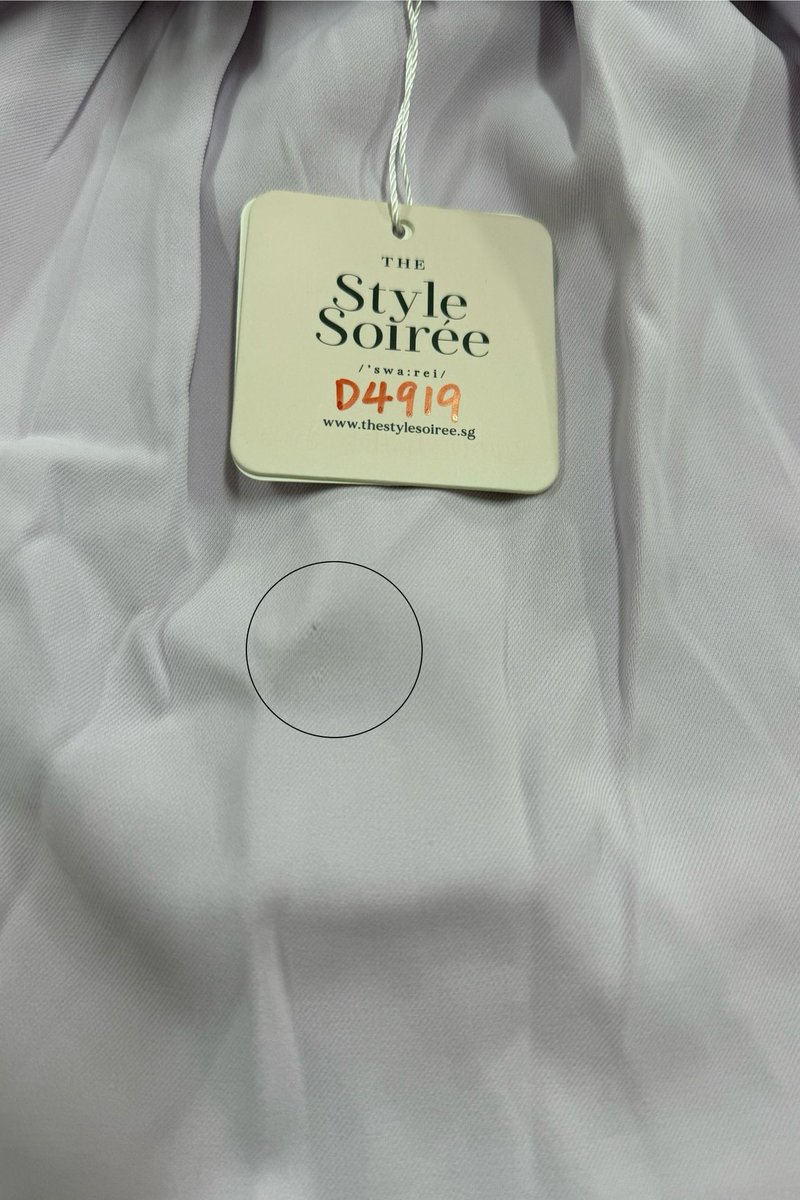 THE
Style
Soirée
/'swa:rei/
D4919
www.thestylesoiree.sg